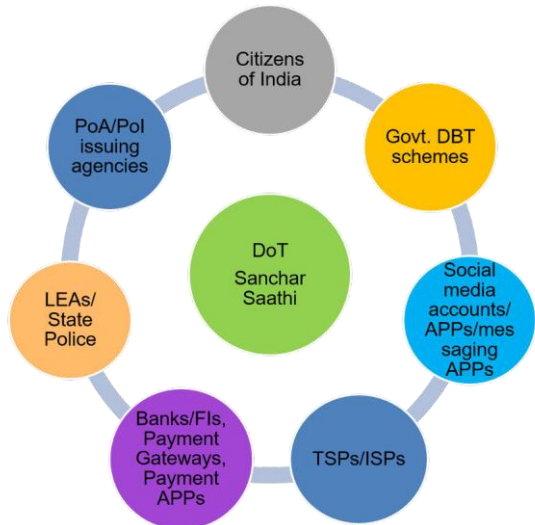 Citizens
of India
Govt. DBT
schemes
Social
media
accounts/
APPs/mes
saging
APPs
TSPs/ISPs
Banks/FIs,
Payment
Gateways,
Payment
APPs
LEAs/
State
Police
PoA/PoI
issuing
agencies
DoT
Sanchar
Saathi